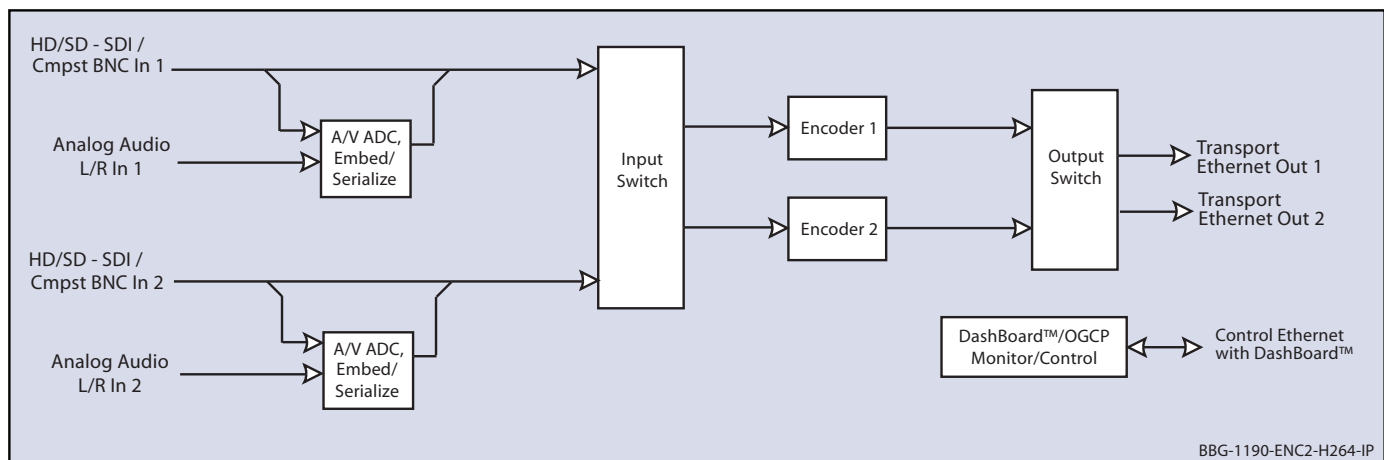 HD/SD - SDI /
Cmpst BNC In 1
Analog Audio
L/R In 1
A/V ADC,
Embed/
Serialize
HD/SD - SDI /
Cmpst BNC In 2
Analog Audio
L/R In 2
A/V ADC,
Embed/
Serialize
Input
Switch
Encoder 1
Encoder 2
Output
Switch
Transport
Ethernet Out 1
Transport
Ethernet Out 2
DashBoard™/OGCP
Monitor/Control
Control Ethernet
with DashBoard™
BBG-1190-ENC2-H264-IP